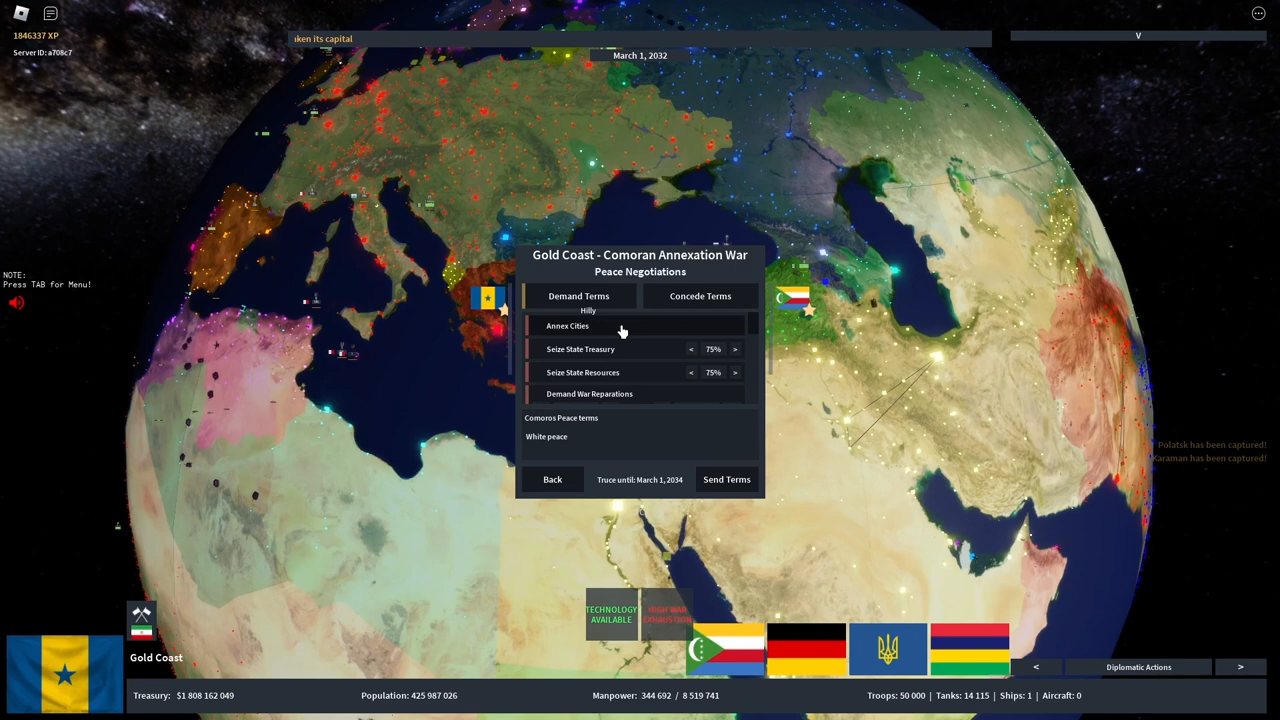 1846337 XP
Server ID: a708c7
ken its capital
March 1, 2032
V
NOTE:
Press TAB for Menu!
Gold Coast - Comoran Annexation War
Peace Negotiations
Demand Terms
Concede Terms
Hilly
Annex Cities
Seize State Treasury < 75% >
Seize State Resources < 75% >
Demand War Reparations
Comoros Peace terms
White peace
Back
Truce until: March 1, 2034
Send Terms
Polatsk has been captured!
Karaman has been captured!
TECHNOLOGY
AVAILABLE
HIGH WAR
EXHAUSTION
Gold Coast
< Diplomatic Actions >
Treasury: $1 808 162 049
Population: 425 987 026
Manpower: 344 692 / 8 519 741
Troops: 50 000 | Tanks: 14 115 | Ships: 1 | Aircraft: 0